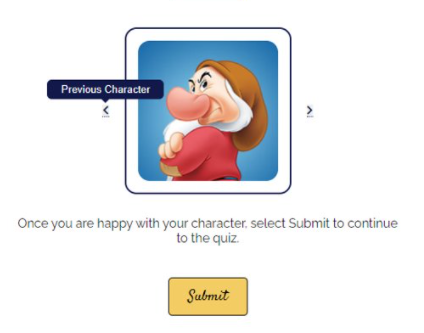 Previous Character
Once you are happy with your character. select Submit to continue
to the quiz.
Submit